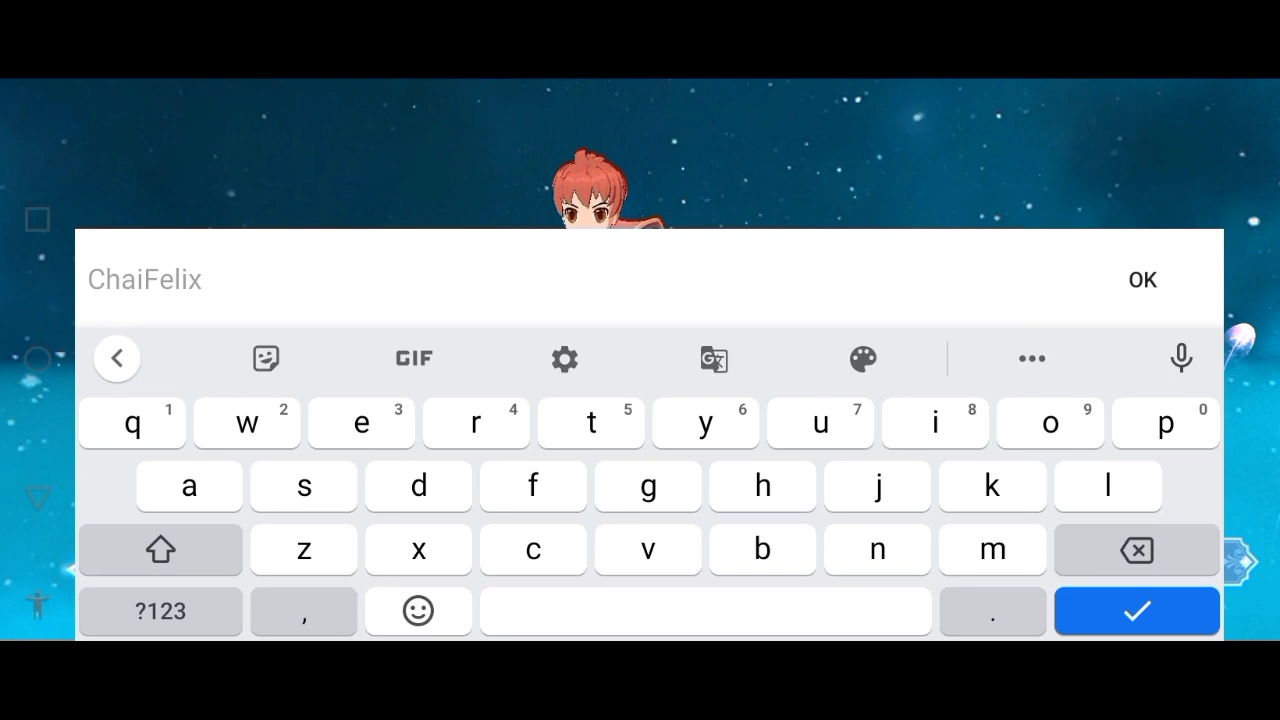 ChaiFelix
OK
GIF
G
q 1 w 2 e 3 r 4 t 5 y 6 u 7 i 8 o 9 p 0
a s d f g h j k l
z x c v b n m
?123 , .